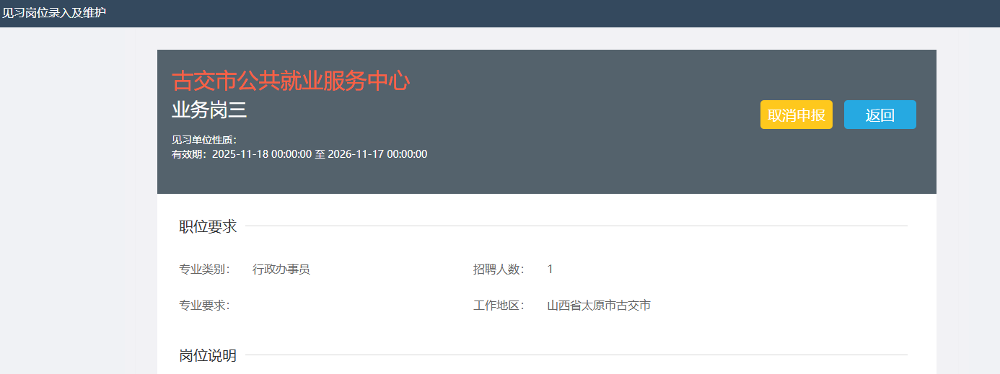 见习岗位录入及维护
古交市公共就业服务中心
业务岗三
取消申报 返回
见习单位性质：
有效期：2025-11-18 00:00:00 至 2026-11-17 00:00:00
职位要求
专业类别： 行政办事员 招聘人数： 1
专业要求： 工作地区： 山西省太原市古交市
岗位说明